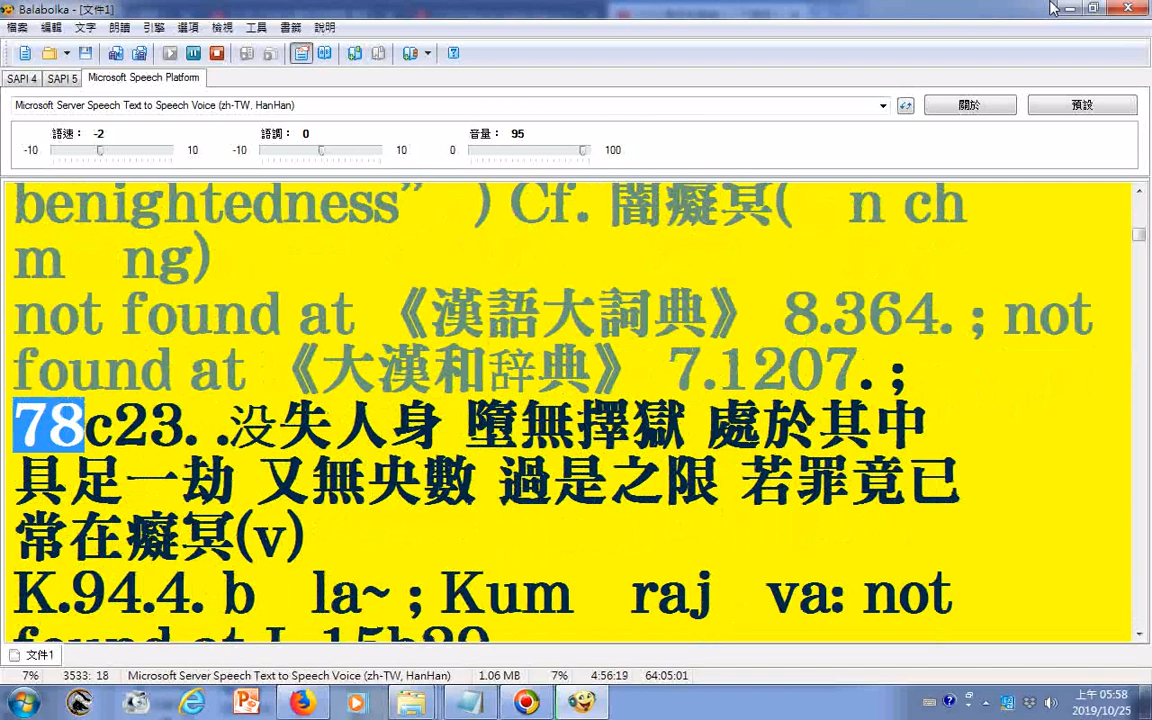 Balabolka - [文件1]
檔案 編輯 文字 朗讀 引擎 選項 檢視 工具 書籤 說明
SAPI 4 SAPI 5 Microsoft Speech Platform
Microsoft Server Speech Text to Speech Voice (zh-TW, HanHan) 關於 預設
語速： -2 語調： 0 音量： 95
-10 10 -10 10 0 100
benightedness” ) Cf. 闇癡冥( n ch
m ng)
not found at 《漢語大詞典》 8.364. ; not
found at 《大漢和辞典》 7.1207. ;
78c23. .没失人身 墮無擇獄 處於其中
具足一劫 又無央數 過是之限 若罪竟已
常在癡冥(v)
K.94.4. b la~ ; Kum raj va: not
found at L.15b29.
文件1
7% 3533: 18 Microsoft Server Speech Text to Speech Voice (zh-TW, HanHan) 1.06 MB 7% 4:56:19 64:05:01
上午 05:58
2019/10/25